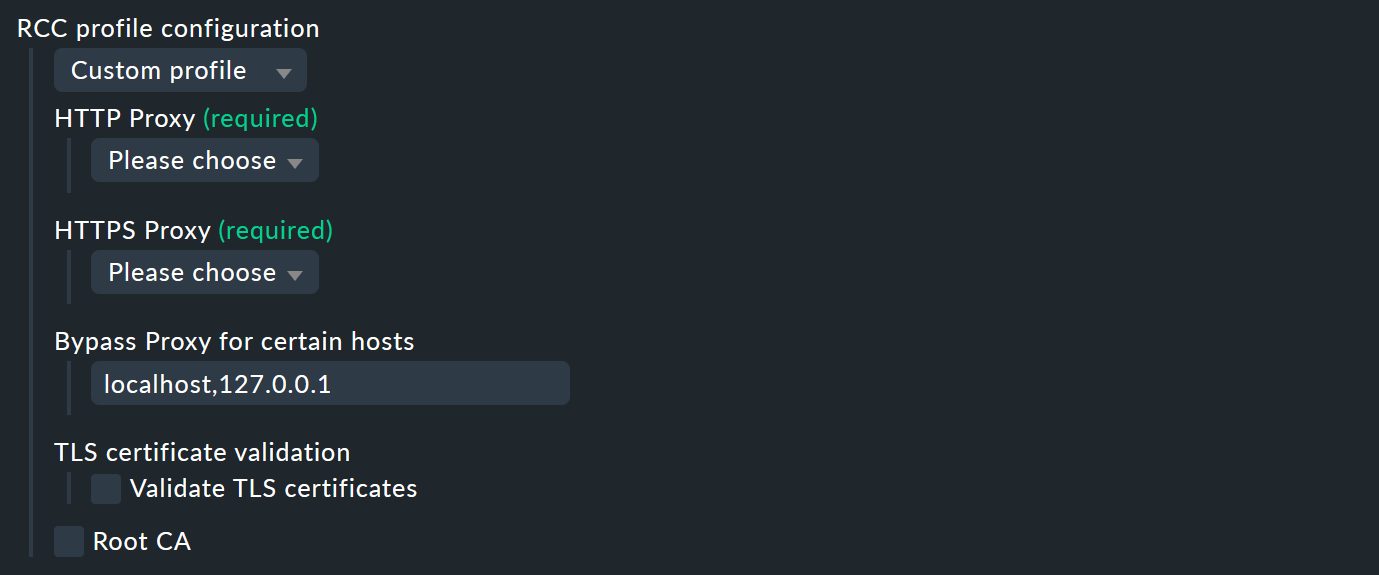 RCC profile configuration
Custom profile
HTTP Proxy (required)
Please choose
HTTPS Proxy (required)
Please choose
Bypass Proxy for certain hosts
localhost,127.0.0.1
TLS certificate validation
Validate TLS certificates
Root CA